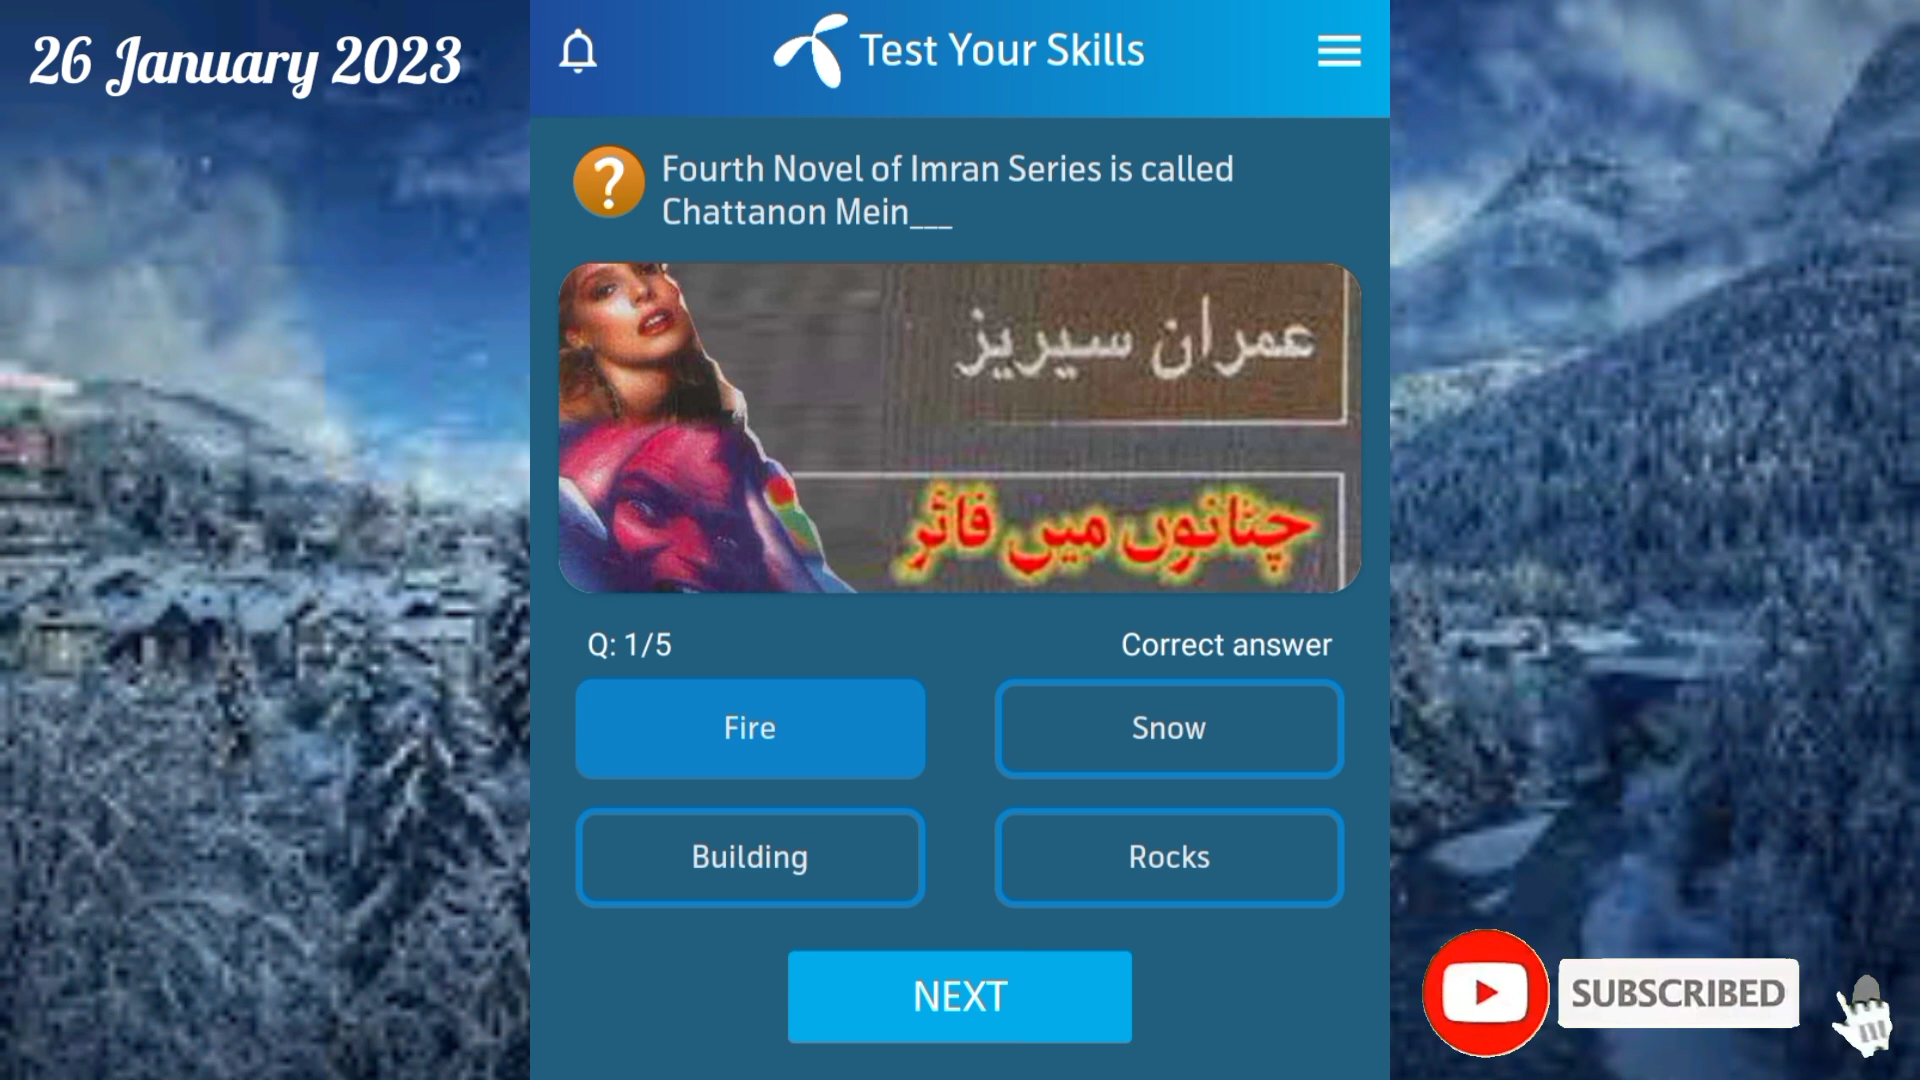 26 January 2023
Test Your Skills
Fourth Novel of Imran Series is called
Chattanon Mein___
عمران سیریز
چٹانوں میں فائر
Q: 1/5
Correct answer
Fire
Snow
Building
Rocks
NEXT
SUBSCRIBED